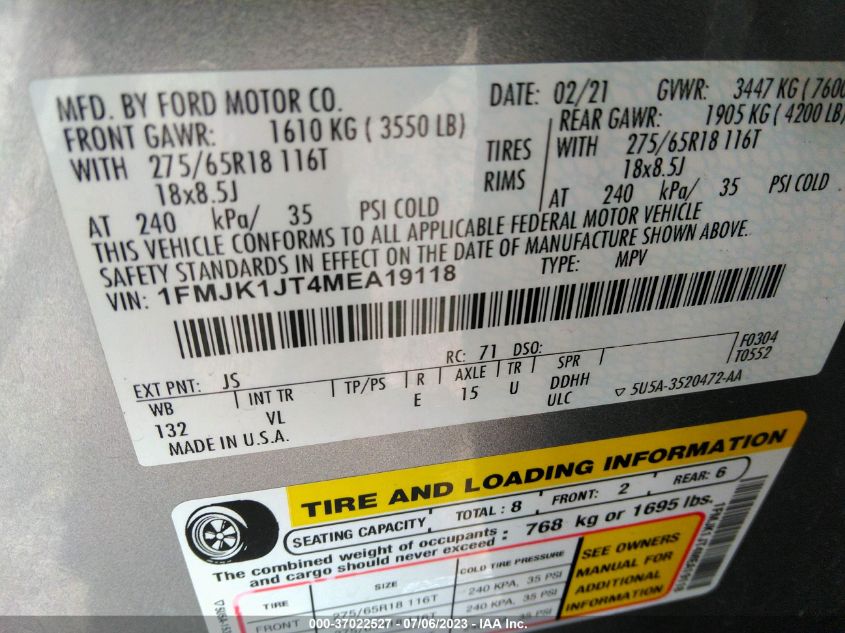 MFD. BY FORD MOTOR CO.
DATE: 02/21 GVWR: 3447 KG (7600
FRONT GAWR: 1610 KG ( 3550 LB)
REAR GAWR: 1905 KG (4200 LB)
WITH 275/65R18 116T TIRES WITH 275/65R18 116T
18x8.5J RIMS 18x8.5J
AT 240 kPa/ 35 PSI COLD AT 240 kPa/ 35 PSI COLD
THIS VEHICLE CONFORMS TO ALL APPLICABLE FEDERAL MOTOR VEHICLE
SAFETY STANDARDS IN EFFECT ON THE DATE OF MANUFACTURE SHOWN ABOVE.
VIN: 1FMJK1JT4MEA19118 TYPE: MPV
F0304
T0552
EXT PNT: JS RC: 71 DSO:
WB INT TR TP/PS R AXLE TR SPR
132 VL E 15 U DDHH
ULC
MADE IN U.S.A.
▽ 5U5A-3520472-AA
TIRE AND LOADING INFORMATION
SEATING CAPACITY TOTAL : 8 FRONT: 2 REAR: 6
The combined weight of occupants and cargo should never exceed : 768 kg or 1695 lbs.
TIRE SIZE COLD TIRE PRESSURE
FRONT 275/65R18 116T 240 KPA, 35 PSI
240 KPA, 35 PSI
SEE OWNERS
MANUAL FOR
ADDITIONAL
INFORMATION
1FMJK1JT4MEA19118
000-37022527 - 07/06/2023 - © IAA Inc.